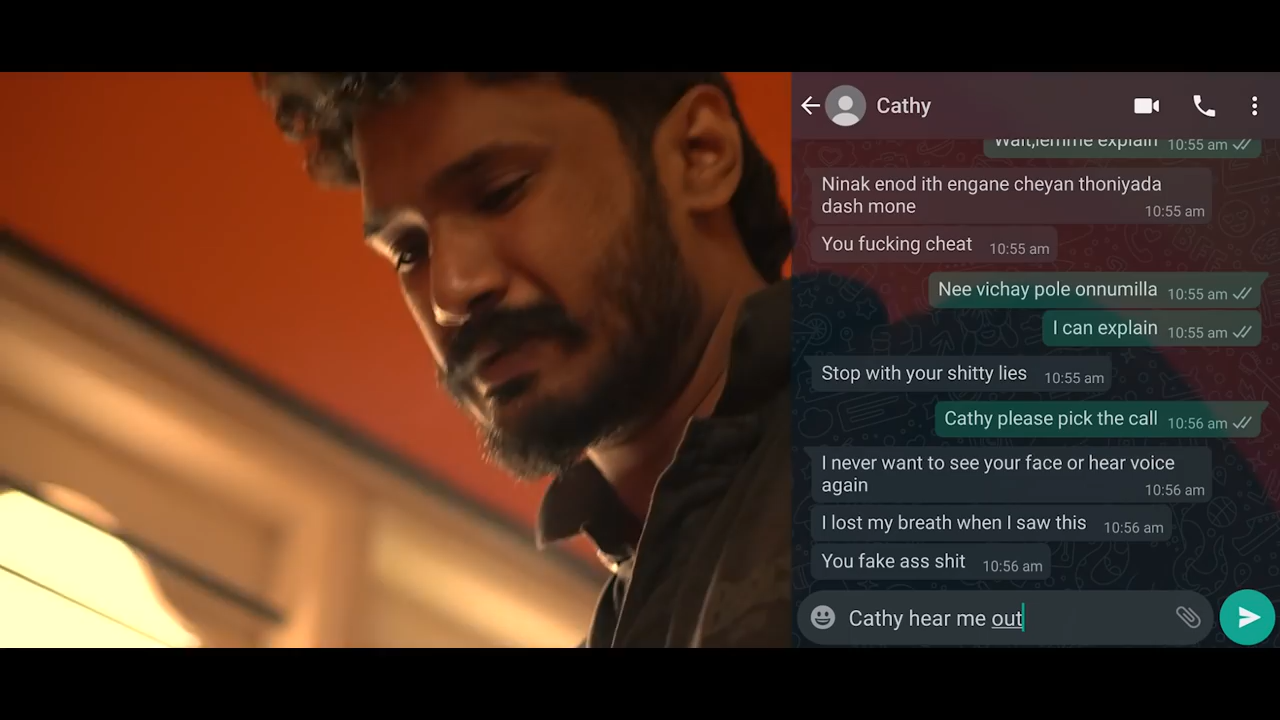 Cathy
Wait,lemme explain 10:55 am
Ninak enod ith engane cheyan thoniyada
dash mone 10:55 am
You fucking cheat 10:55 am
Nee vichay pole onnumilla 10:55 am
I can explain 10:55 am
Stop with your shitty lies 10:55 am
Cathy please pick the call 10:56 am
I never want to see your face or hear voice
again 10:56 am
I lost my breath when I saw this 10:56 am
You fake ass shit 10:56 am
Cathy hear me out